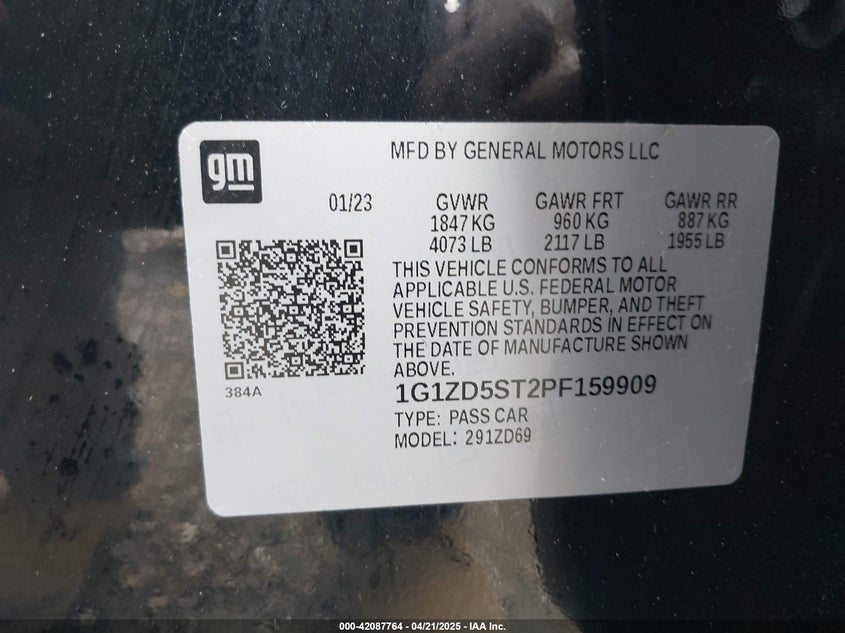 gm
MFD BY GENERAL MOTORS LLC
01/23 GVWR GAWR FRT GAWR RR
1847 KG 960 KG 887 KG
4073 LB 2117 LB 1955 LB
THIS VEHICLE CONFORMS TO ALL
APPLICABLE U.S. FEDERAL MOTOR
VEHICLE SAFETY, BUMPER, AND THEFT
PREVENTION STANDARDS IN EFFECT ON
THE DATE OF MANUFACTURE SHOWN
ABOVE.
384A
1G1ZD5ST2PF159909
TYPE: PASS CAR
MODEL: 291ZD69
000-42087764 - 04/21/2025 - IAA Inc.